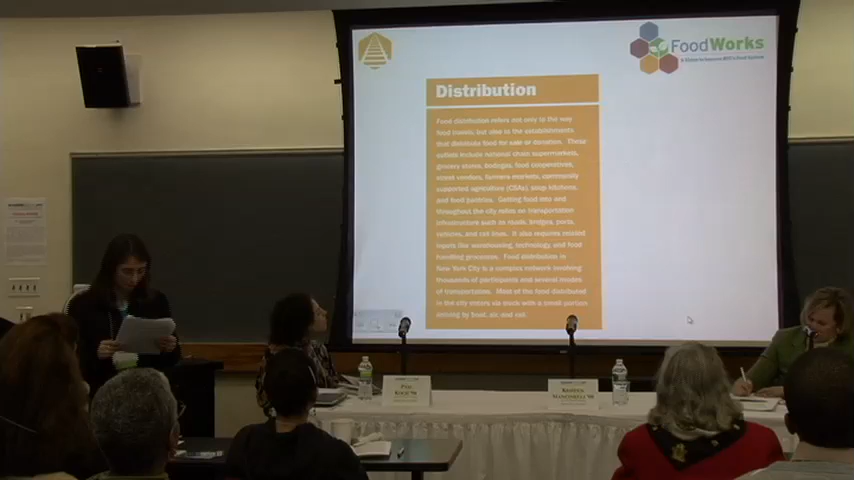 FoodWorks
Distribution
Food distribution refers not only to the way
food travels, but also to the establishments
that distribute food for sale or donation. These
outlets include national chain supermarkets,
grocery stores, bodegas, food cooperatives,
street vendors, farmers markets, community
supported agriculture (CSAs), soup kitchens,
and food pantries. Getting food into and
throughout the city relies on transportation
infrastructure such as roads, bridges, ports,
vehicles, and rail lines. It also requires related
inputs like warehousing, technology, and food
handling processes. Food distribution in
New York City is a complex network involving
thousands of participants and several modes
of transportation. Most of the food distributed
in the city enters via truck with a small portion
arriving by boat, air, and rail.